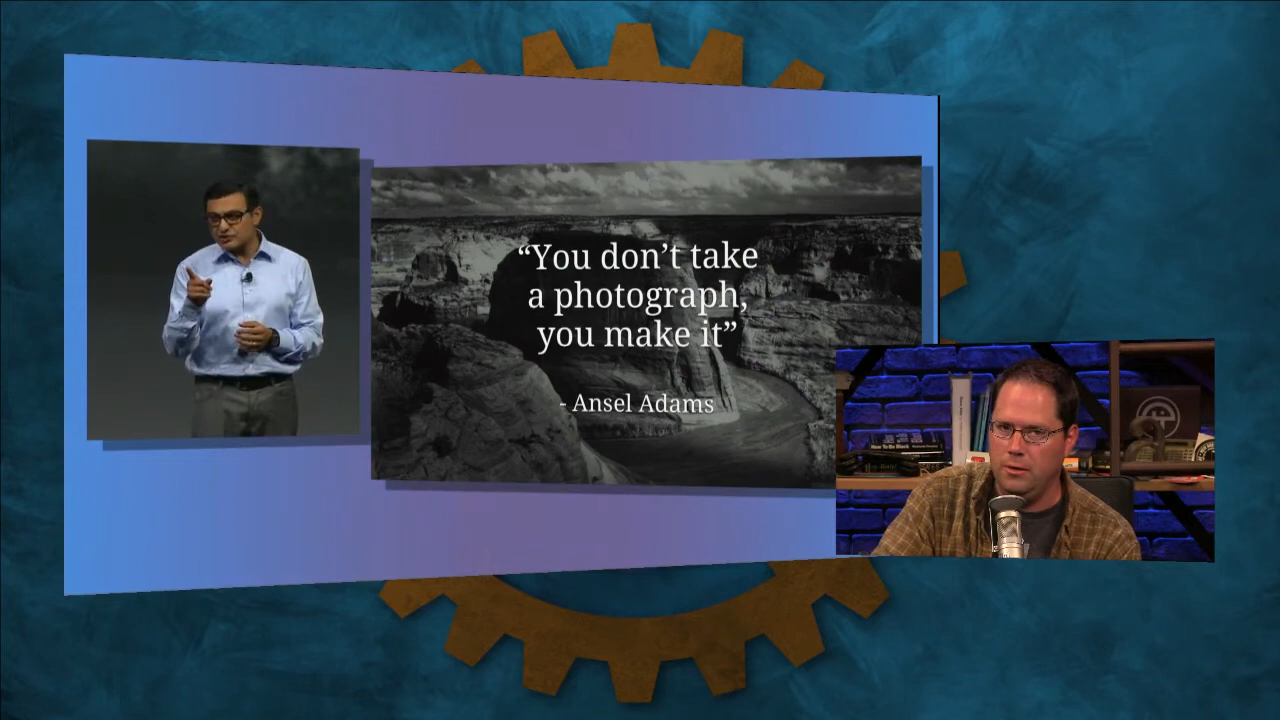 “You don’t take
a photograph,
you make it”
- Ansel Adams